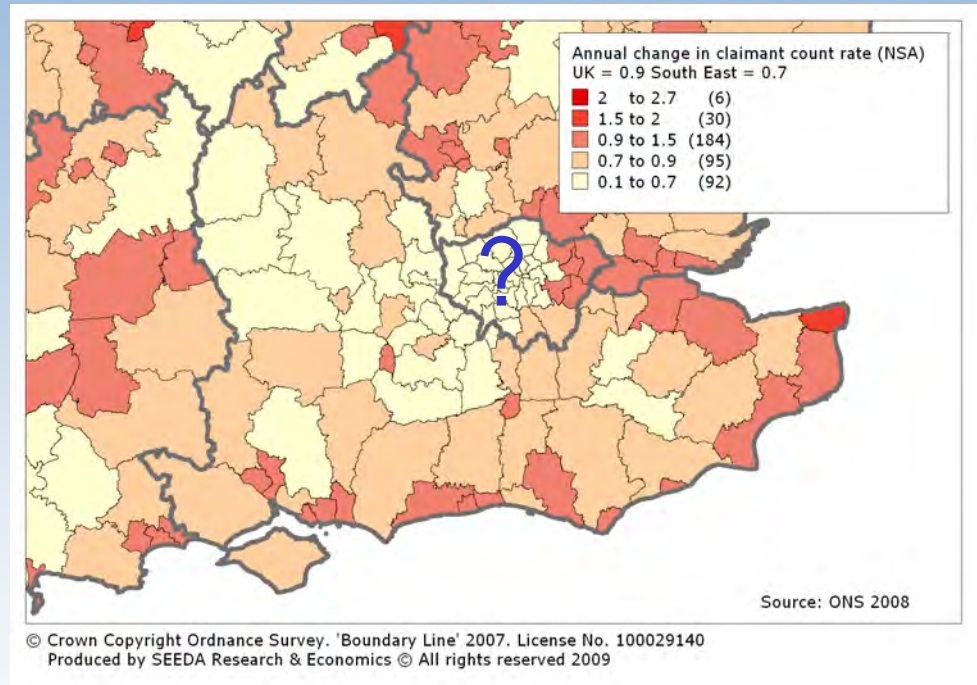 Annual change in claimant count rate (NSA)
UK = 0.9 South East = 0.7
2 to 2.7 (6)
1.5 to 2 (30)
0.9 to 1.5 (184)
0.7 to 0.9 (95)
0.1 to 0.7 (92)
?
Source: ONS 2008
© Crown Copyright Ordnance Survey. 'Boundary Line' 2007. License No. 100029140
Produced by SEEDA Research & Economics © All rights reserved 2009